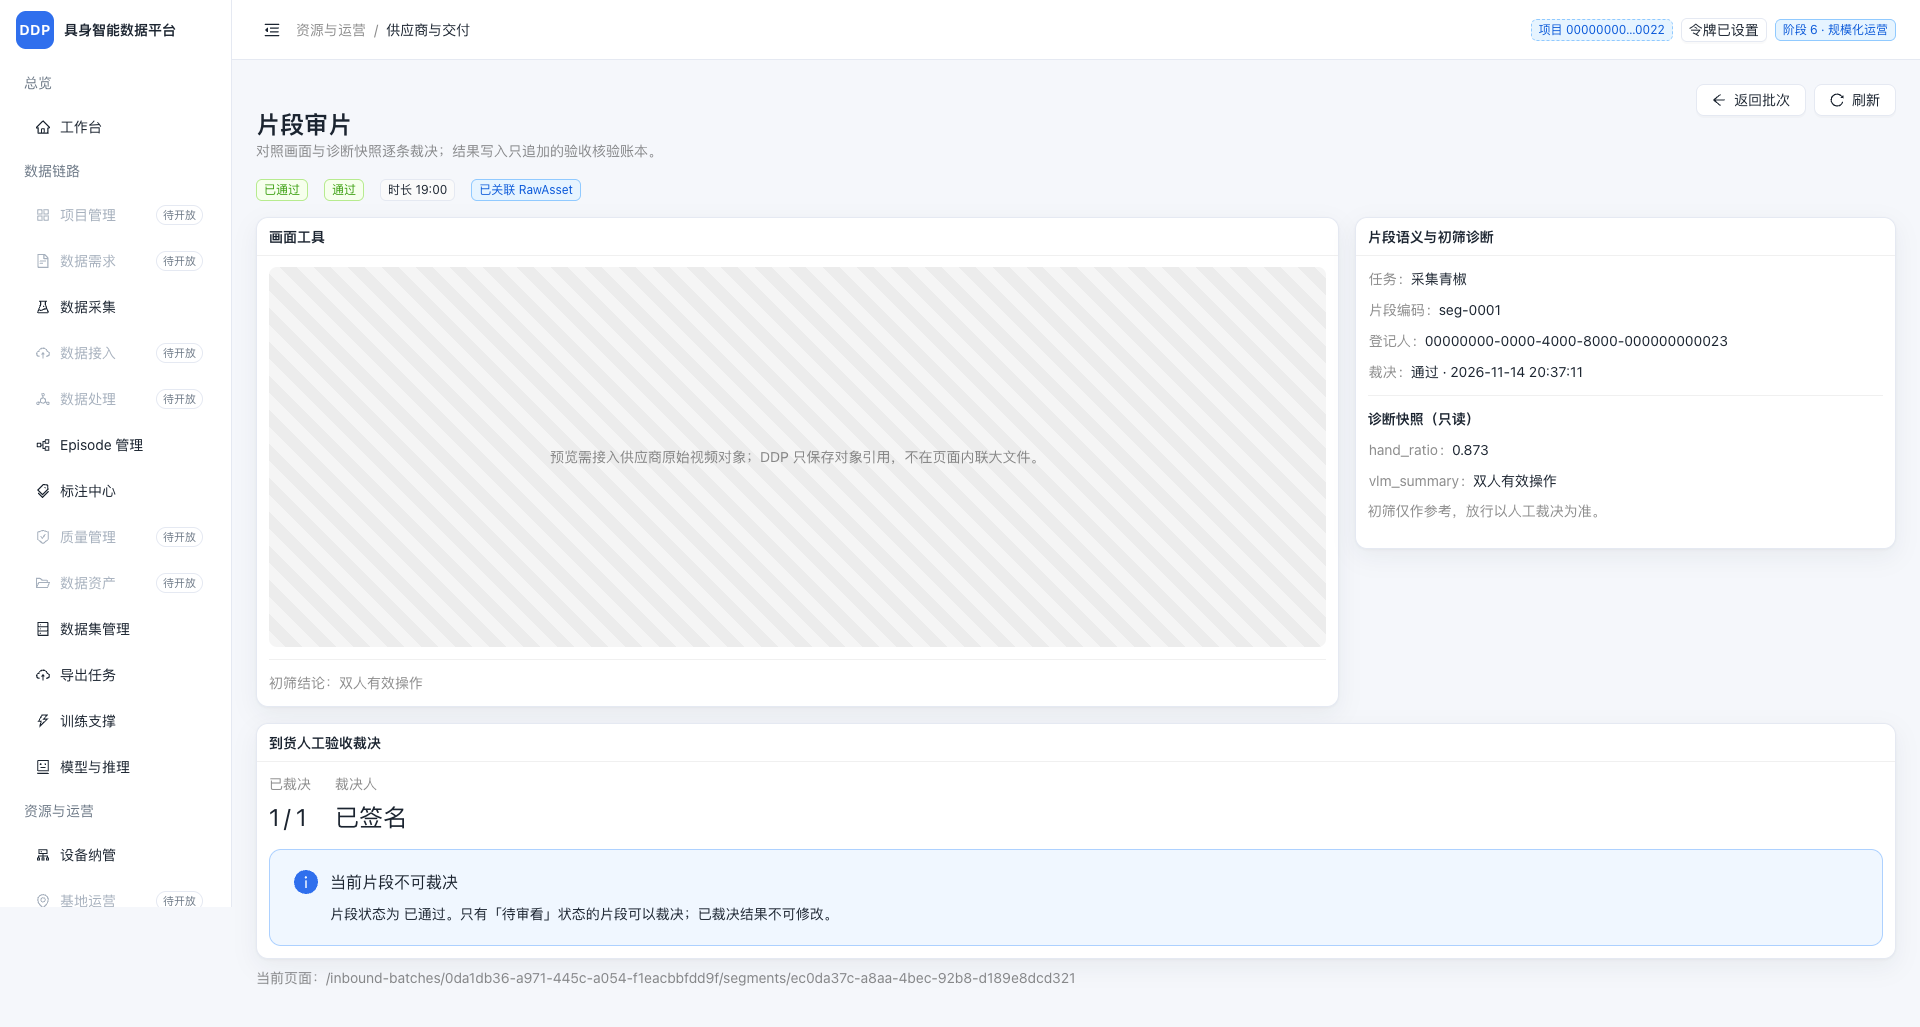 DDP 具身智能数据平台
资源与运营 / 供应商与交付
项目 00000000...0022
令牌已设置
阶段 6 · 规模化运营
总览
工作台
数据链路
项目管理 待开放
数据需求 待开放
数据采集
数据接入 待开放
数据处理 待开放
Episode 管理
标注中心
质量管理 待开放
数据资产 待开放
数据集管理
导出任务
训练支撑
模型与推理
资源与运营
设备纳管
基地运营 待开放
返回批次
刷新
片段审片
对照画面与诊断快照逐条裁决；结果写入只追加的验收核验账本。
已通过 通过 时长 19:00 已关联 RawAsset
画面工具
预览需接入供应商原始视频对象；DDP 只保存对象引用，不在页面内联大文件。
初筛结论：双人有效操作
片段语义与初筛诊断
任务：采集青椒
片段编码：seg-0001
登记人：00000000-0000-4000-8000-000000000023
裁决：通过 · 2026-11-14 20:37:11
诊断快照（只读）
hand_ratio：0.873
vlm_summary：双人有效操作
初筛仅作参考，放行以人工裁决为准。
到货人工验收裁决
已裁决 裁决人
1 / 1 已签名
当前片段不可裁决
片段状态为 已通过。只有「待审看」状态的片段可以裁决；已裁决结果不可修改。
当前页面：/inbound-batches/0da1db36-a971-445c-a054-f1eacbbfdd9f/segments/ec0da37c-a8aa-4bec-92b8-d189e8dcd321